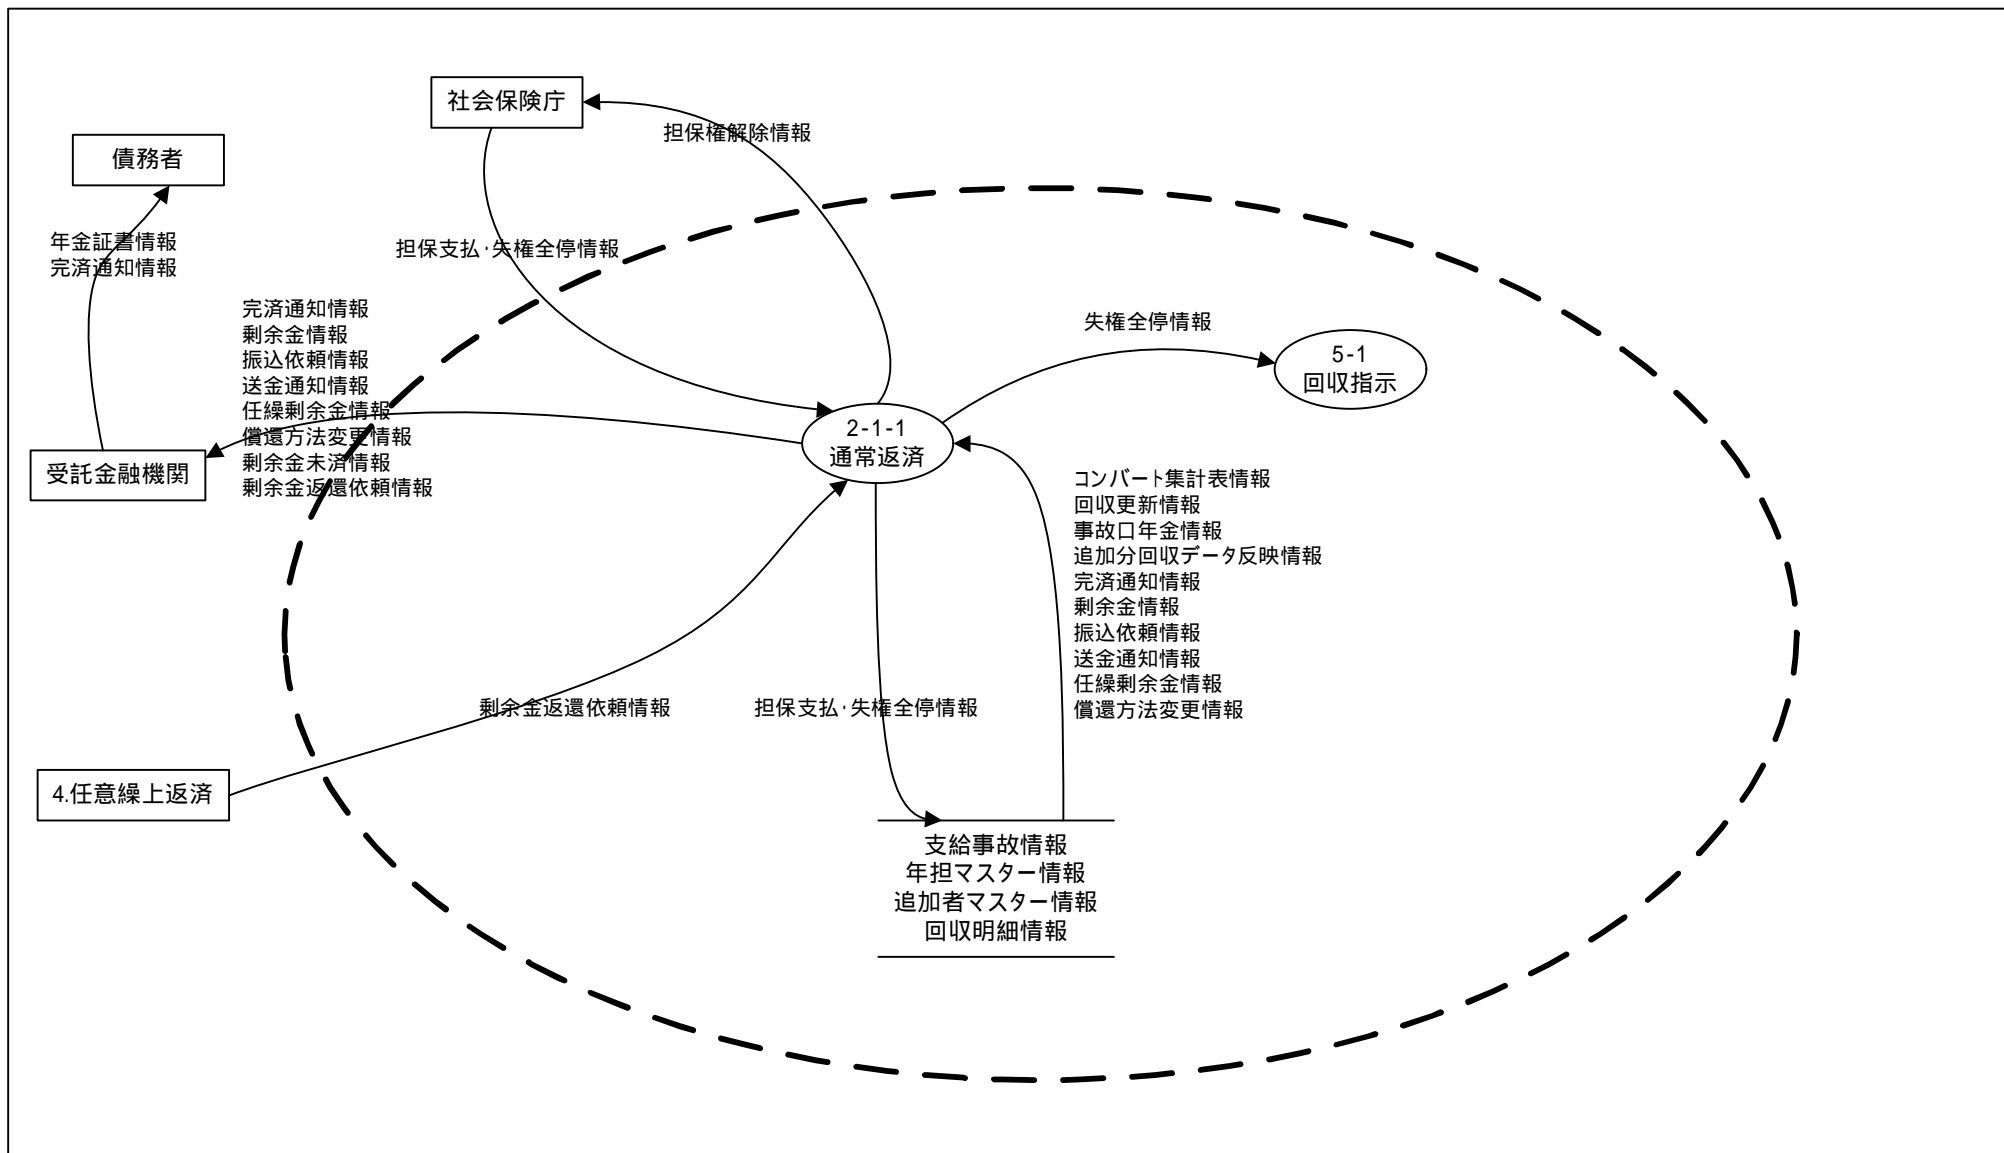 社会保険庁
担保権解除情報
債務者
年金証書情報
完済通知情報
担保支払・失権全停情報
完済通知情報
剰余金情報
振込依頼情報
送金通知情報
任繰剰余金情報
償還方法変更情報
剰余金未済情報
剰余金返還依頼情報
受託金融機関
失権全停情報
5-1
回収指示
2-1-1
通常返済
コンバート集計表情報
回収更新情報
事故口年金情報
追加分回収データ反映情報
完済通知情報
剰余金情報
振込依頼情報
送金通知情報
任繰剰余金情報
償還方法変更情報
剰余金返還依頼情報
担保支払・失権全停情報
4.任意繰上返済
支給事故情報
年担マスター情報
追加者マスター情報
回収明細情報